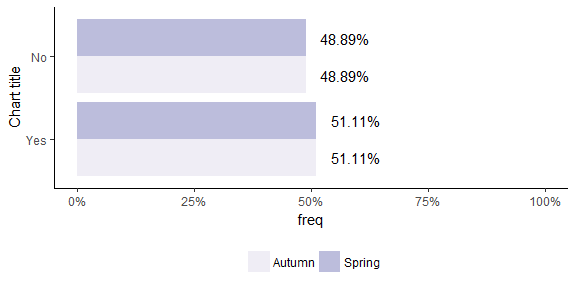 Chart title
No
48.89%
48.89%
Yes
51.11%
51.11%
0% 25% 50% 75% 100%
freq
Autumn Spring